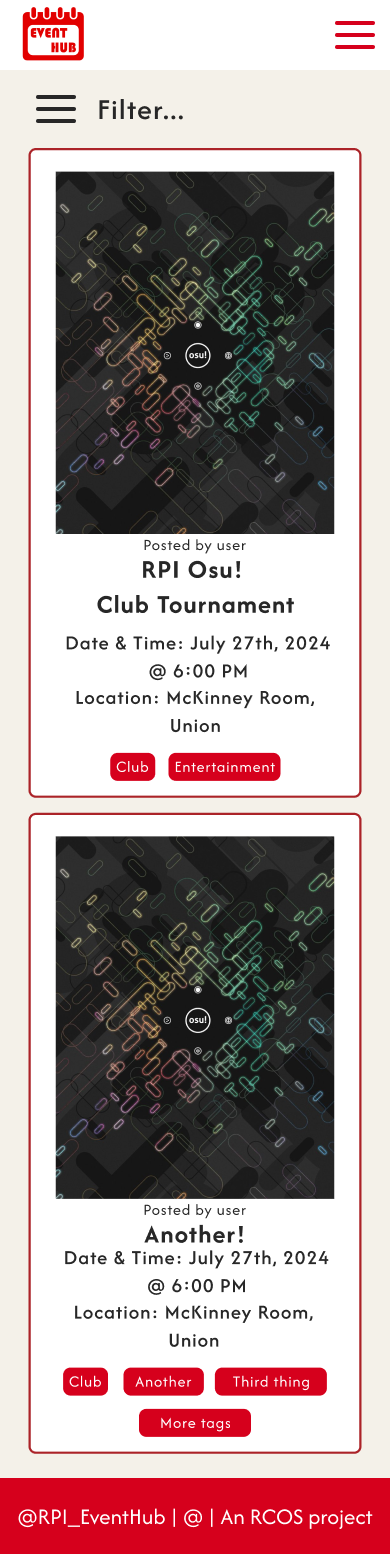 EVENT
HUB
Filter...
osu!
Posted by user
RPI Osu!
Club Tournament
Date & Time: July 27th, 2024
@ 6:00 PM
Location: McKinney Room,
Union
Club Entertainment
osu!
Posted by user
Another!
Date & Time: July 27th, 2024
@ 6:00 PM
Location: McKinney Room,
Union
Club Another Third thing
More tags
@RPI_EventHub | @ | An RCOS project